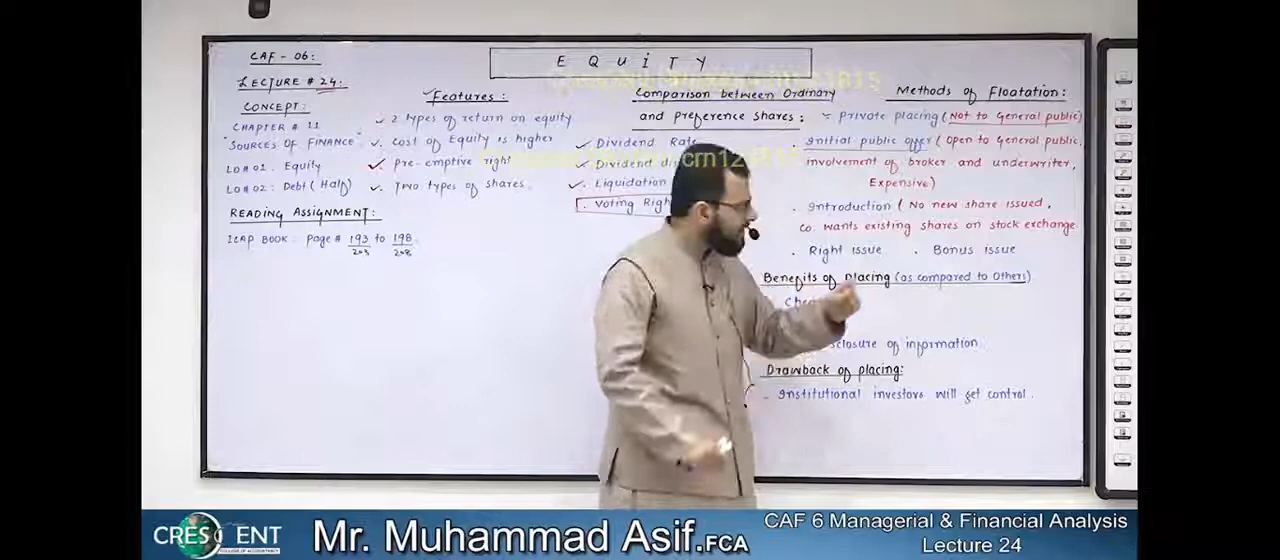 CAF - 06:
LECTURE # 24:
CONCEPT:
CHAPTER # 11
"SOURCES OF FINANCE"
LO# 01: Equity
LO# 02: Debt (Half)
READING ASSIGNMENT:
ICAP BOOK: Page # 193 to 198
203 208
EQUITY
Features:
2 types of return on equity
Cost of Equity is higher
Pre-emptive right
Two types of shares
Comparison between Ordinary
and preference shares:
Dividend Rate
Dividend
Liquidation
Voting
cm123815
Methods of Floatation:
Private placing (Not to General public)
Initial public offer (Open to General public,
involvement of broker and underwriter,
Expensive)
Introduction (No new share issued,
co. wants existing shares on stock exchange
Right issue . Bonus issue
Benefits of placing (as compared to Others)
of information
Drawback of placing:
Institutional investors will get control.
CRESCENT
COLLEGE OF ACCOUNTANCY
Mr. Muhammad Asif.FCA
CAF 6 Managerial & Financial Analysis
Lecture 24